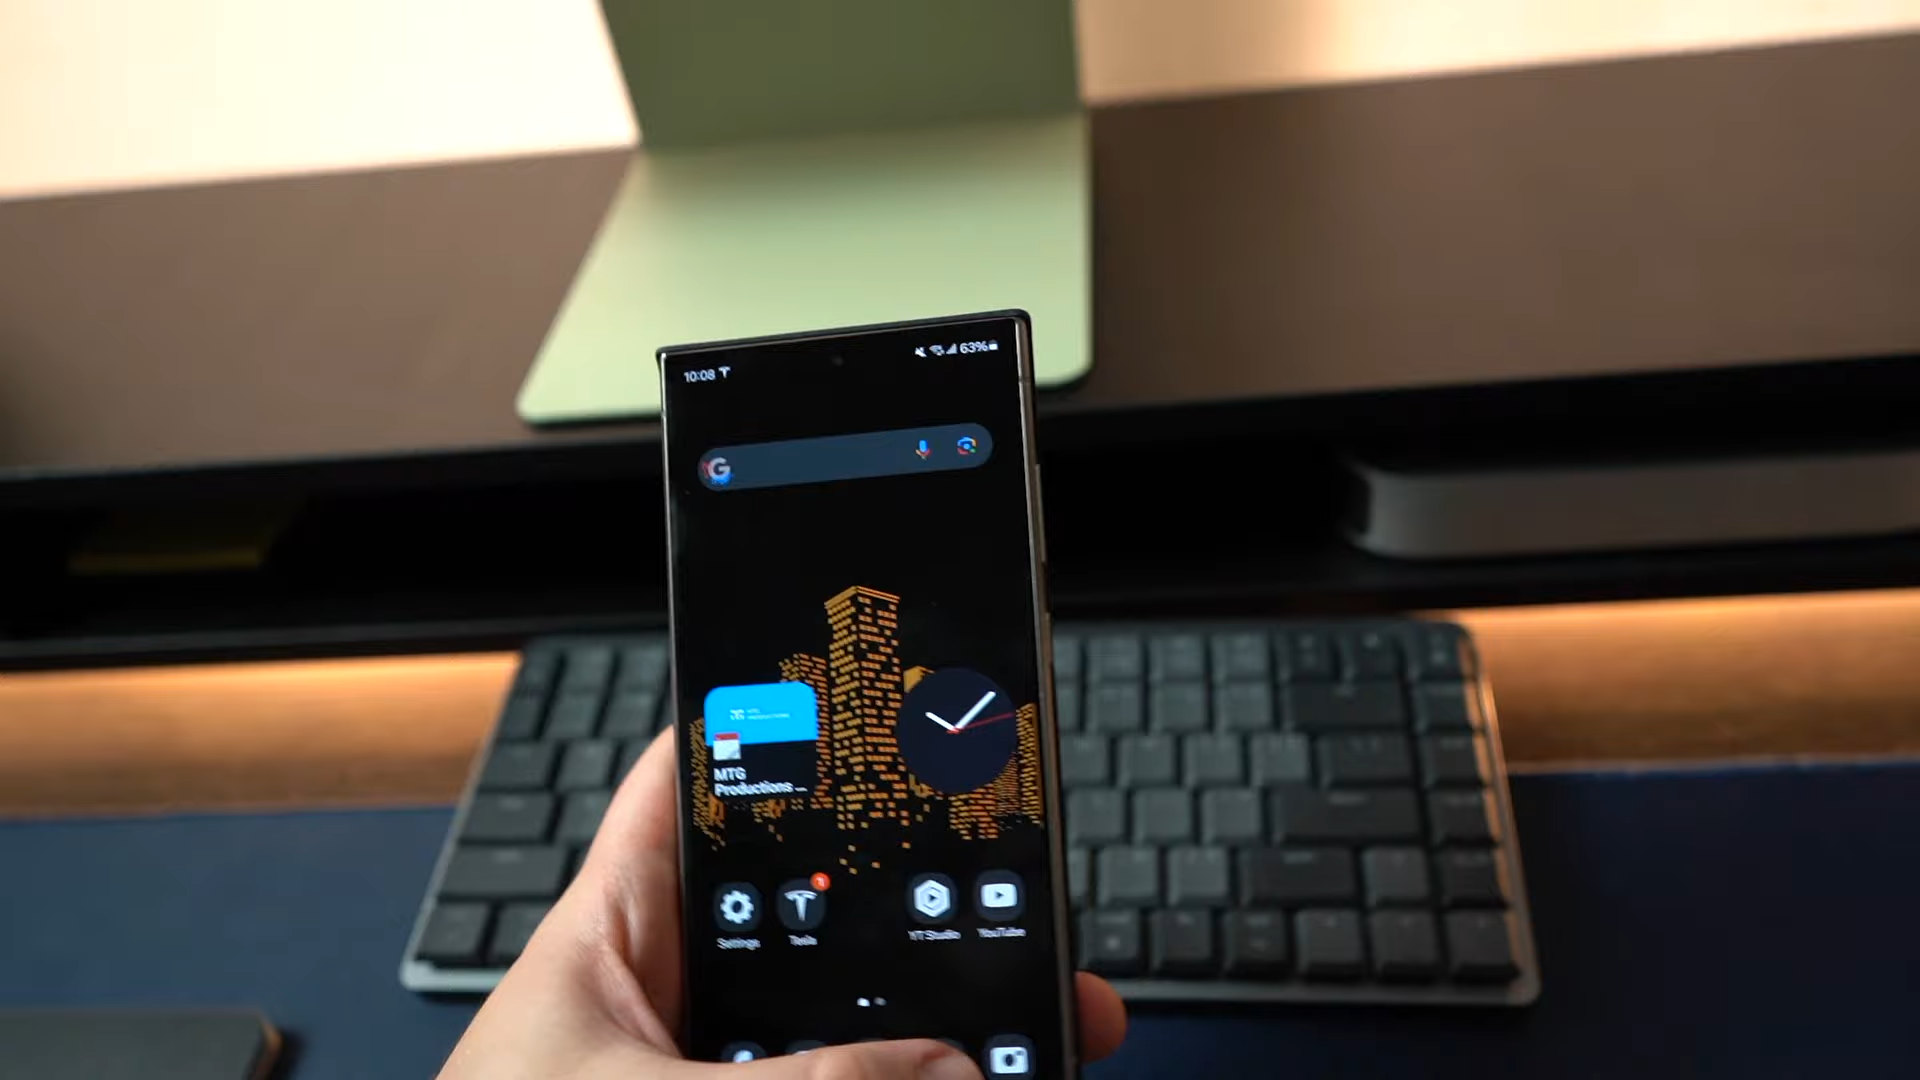 10:08
63%
G
MTG
Productions ...
Settings
Tesla
YT Studio
YouTube